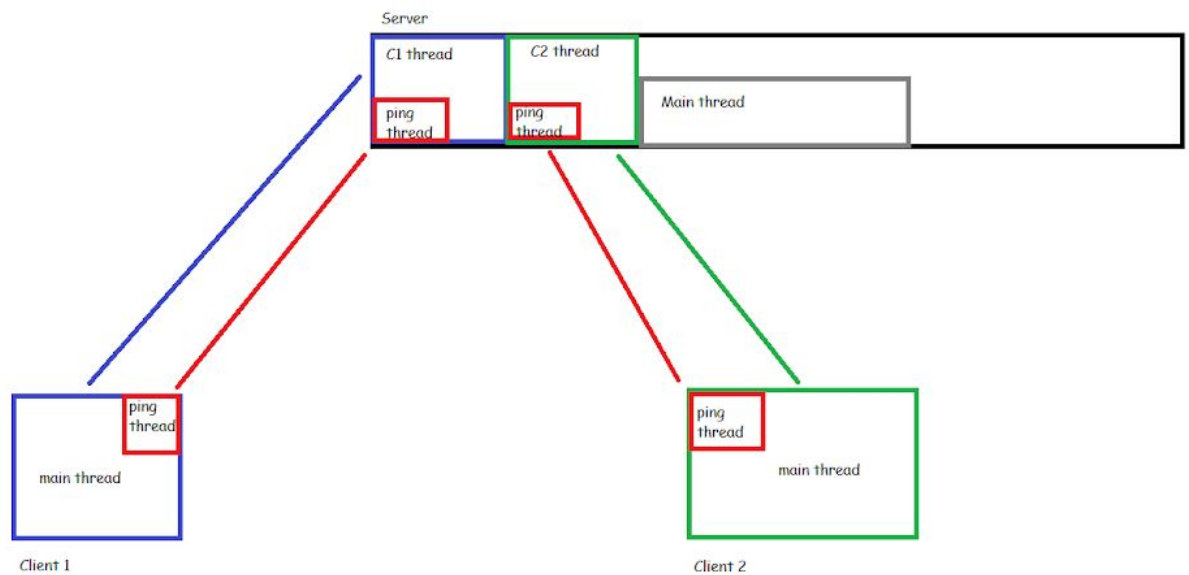 Server
C1 thread
C2 thread
Main thread
ping
thread
ping
thread
ping
thread
main thread
Client 1
ping
thread
main thread
Client 2